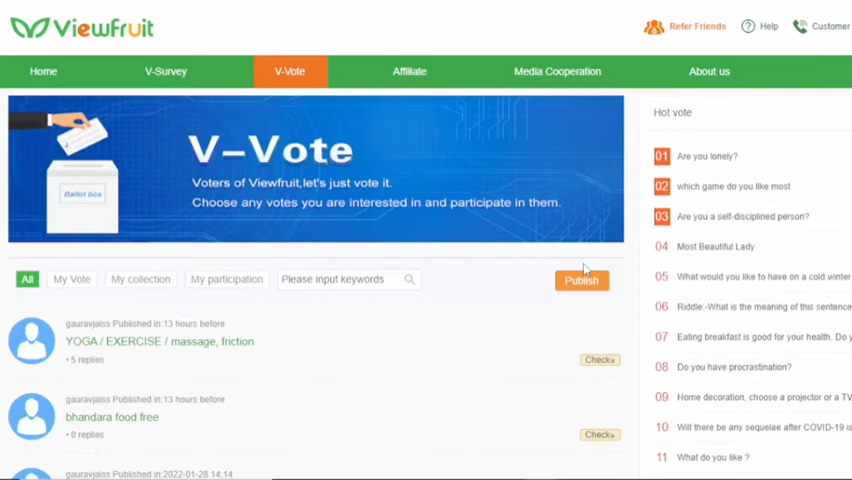 Viewfruit
Refer Friends
Help
Customer
Home
V-Survey
V-Vote
Affiliate
Media Cooperation
About us
Ballot box
V-Vote
Voters of Viewfruit,let's just vote it.
Choose any votes you are interested in and participate in them.
All
My Vote
My collection
My participation
Please input keywords
Publish
gauravjaiss Published in:13 hours before
YOGA / EXERCISE / massage, friction
• 5 replies
Check»
gauravjaiss Published in:13 hours before
bhandara food free
• 0 replies
Check»
gauravjaiss Published in:2022-01-28 14:14
Hot vote
01 Are you lonely?
02 which game do you like most
03 Are you a self-disciplined person?
04 Most Beautiful Lady
05 What would you like to have on a cold winter
06 Riddle:-What is the meaning of this sentence
07 Eating breakfast is good for your health. Do y
08 Do you have procrastination?
09 Home decoration, choose a projector or a TV
10 Will there be any sequelae after COVID-19 is
11 What do you like ?